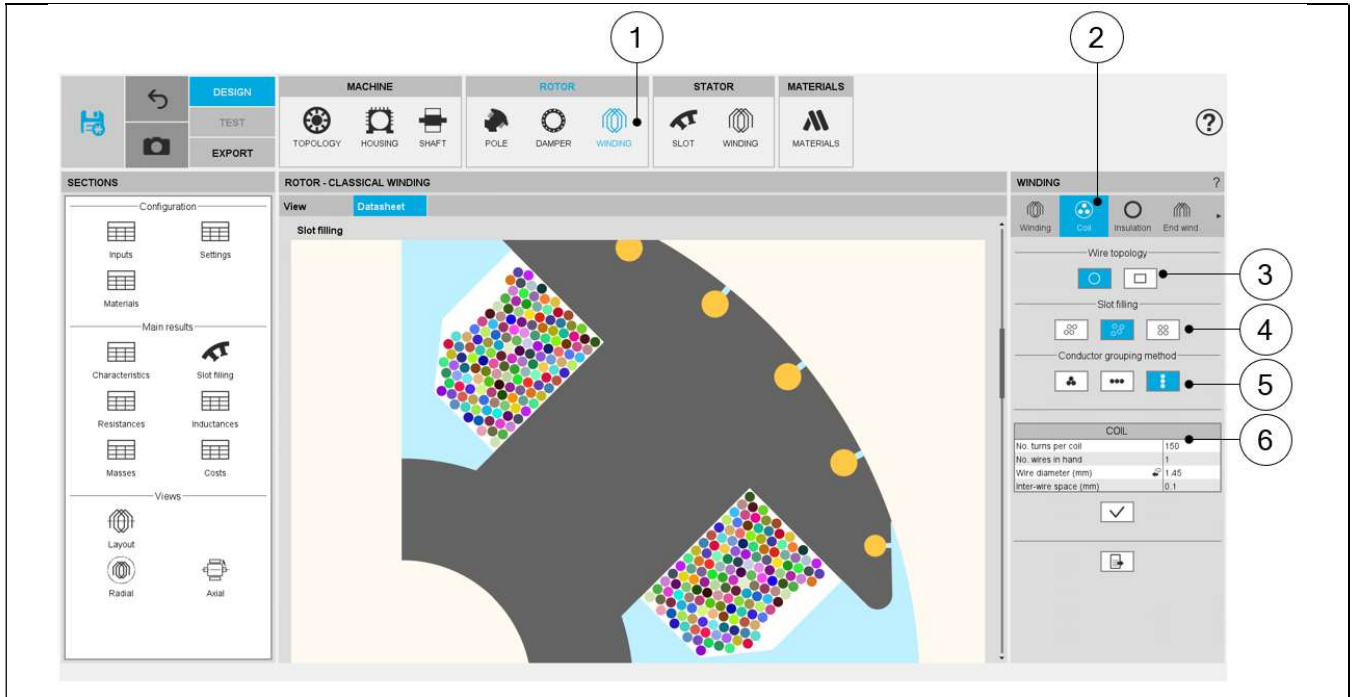 1
2
DESIGN
TEST
EXPORT
MACHINE
TOPOLOGY HOUSING SHAFT
ROTOR
POLE DAMPER WINDING
STATOR
SLOT WINDING
MATERIALS
MATERIALS
?
SECTIONS
Configuration
Inputs Settings
Materials
Main results
Characteristics Slot filling
Resistances Inductances
Masses Costs
Views
Layout
Radial Axial
ROTOR - CLASSICAL WINDING
View Datasheet
Slot filling
WINDING ?
Winding Coil Insulation End wind.
Wire topology
3
Slot filling
4
Conductor grouping method
5
COIL
No. turns per coil 150
6
No. wires in hand 1
Wire diameter (mm) 1.45
Inter-wire space (mm) 0.1